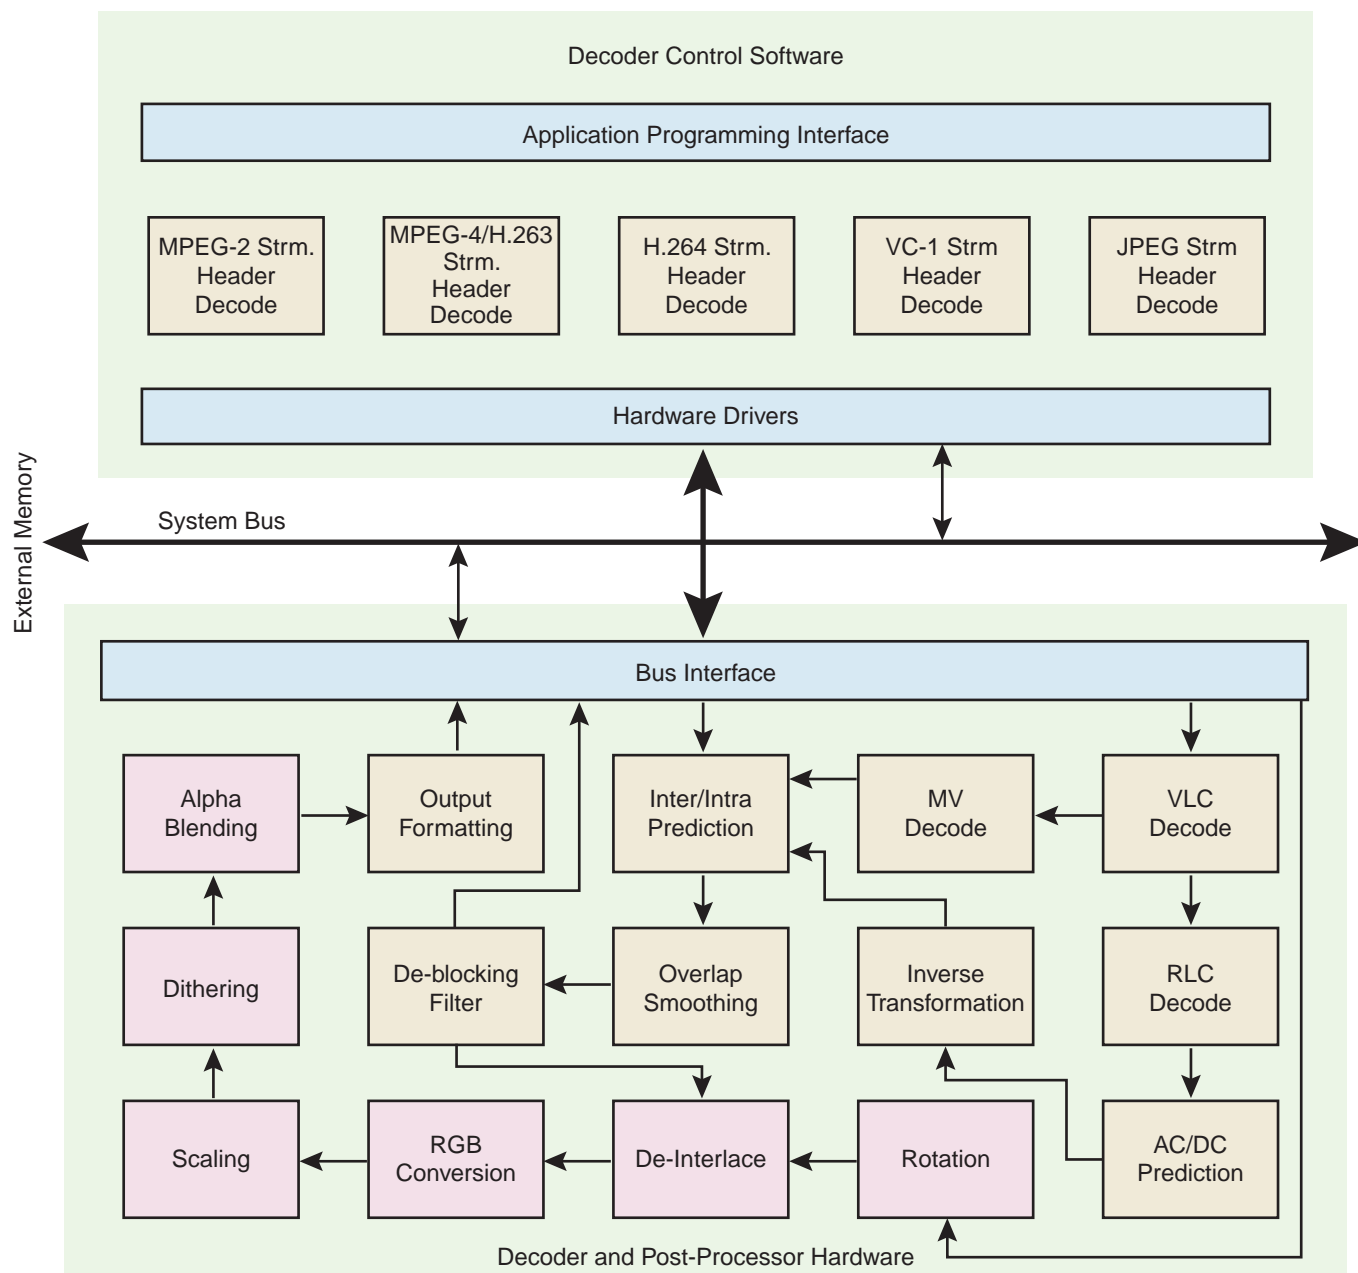 Decoder Control Software
Application Programming Interface
MPEG-2 Strm.
Header
Decode
MPEG-4/H.263
Strm.
Header
Decode
H.264 Strm.
Header
Decode
VC-1 Strm
Header
Decode
JPEG Strm
Header
Decode
Hardware Drivers
External Memory
System Bus
Bus Interface
Alpha
Blending
Output
Formatting
Inter/Intra
Prediction
MV
Decode
VLC
Decode
Dithering
De-blocking
Filter
Overlap
Smoothing
Inverse
Transformation
RLC
Decode
Scaling
RGB
Conversion
De-Interlace
Rotation
AC/DC
Prediction
Decoder and Post-Processor Hardware